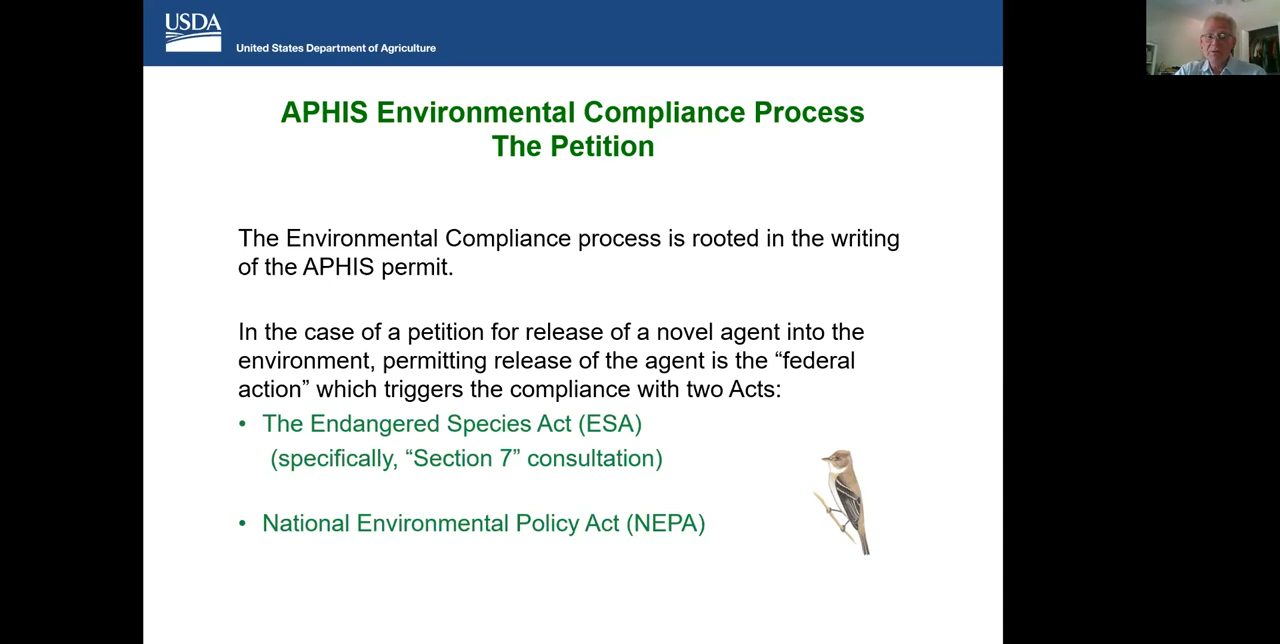 USDA
United States Department of Agriculture
APHIS Environmental Compliance Process
The Petition
The Environmental Compliance process is rooted in the writing
of the APHIS permit.
In the case of a petition for release of a novel agent into the
environment, permitting release of the agent is the “federal
action” which triggers the compliance with two Acts:
• The Endangered Species Act (ESA)
(specifically, “Section 7” consultation)
• National Environmental Policy Act (NEPA)